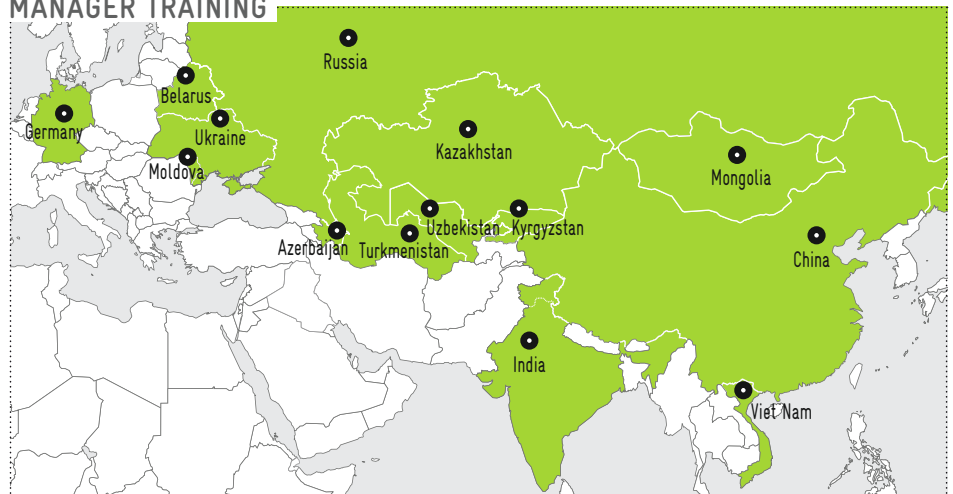 MANAGER TRAINING
Russia
Belarus
Germany
Ukraine
Kazakhstan
Moldova
Mongolia
Uzbekistan
Kyrgyzstan
Azerbaijan
Turkmenistan
China
India
Viet Nam